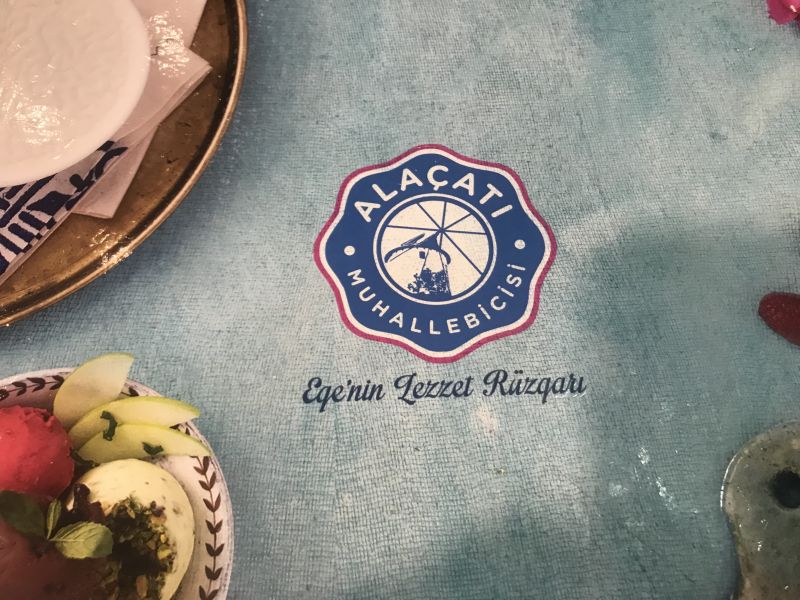 ALAÇATI
MUHALLEBİCİSİ
Ege'nin Lezzet Rüzgarı